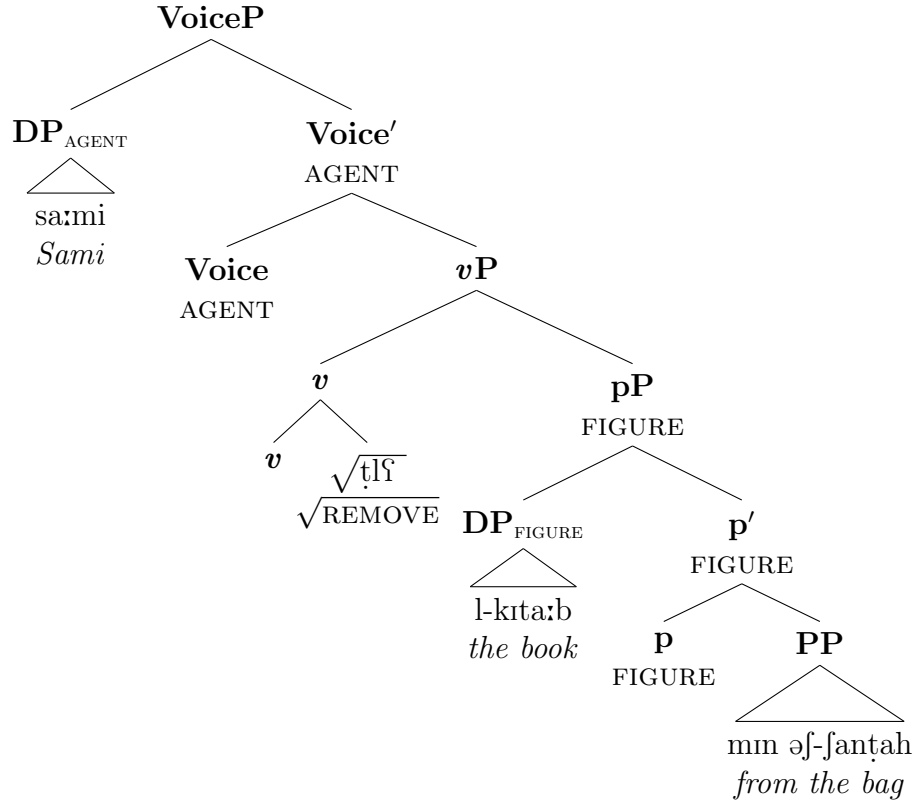 VoiceP
DP_AGENT Voice′
AGENT
saːmi
Sami
Voice vP
AGENT
v pP
FIGURE
v √ṭlʕ
√REMOVE
DP_FIGURE p′
FIGURE
l-kɪtaːb
the book
p PP
FIGURE
mɪn əʃ-ʃanṭah
from the bag